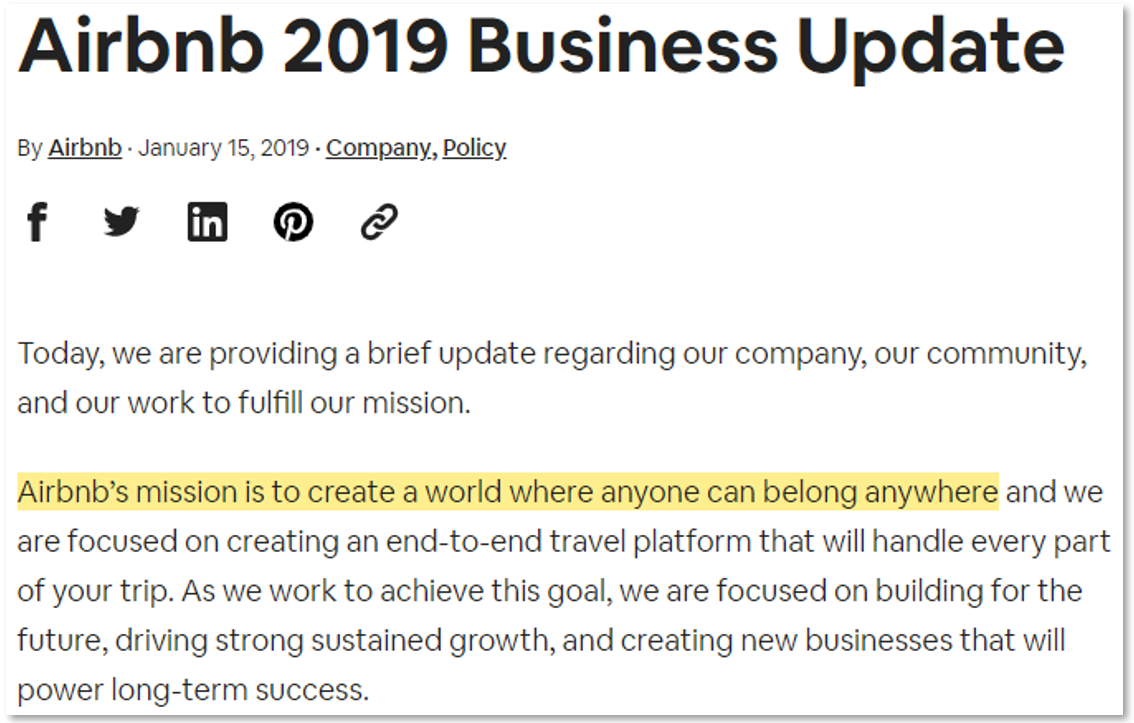 Airbnb 2019 Business Update
By Airbnb · January 15, 2019 · Company, Policy
Today, we are providing a brief update regarding our company, our community,
and our work to fulfill our mission.
Airbnb’s mission is to create a world where anyone can belong anywhere and we
are focused on creating an end-to-end travel platform that will handle every part
of your trip. As we work to achieve this goal, we are focused on building for the
future, driving strong sustained growth, and creating new businesses that will
power long-term success.